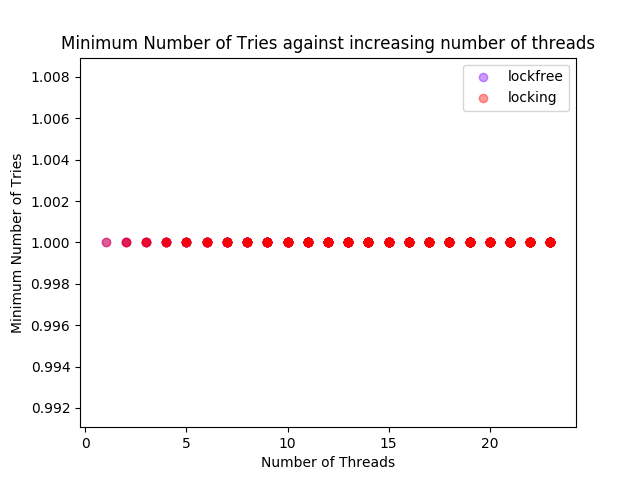 Minimum Number of Tries against increasing number of threads
lockfree
locking
Minimum Number of Tries
1.008
1.006
1.004
1.002
1.000
0.998
0.996
0.994
0.992
0 5 10 15 20
Number of Threads